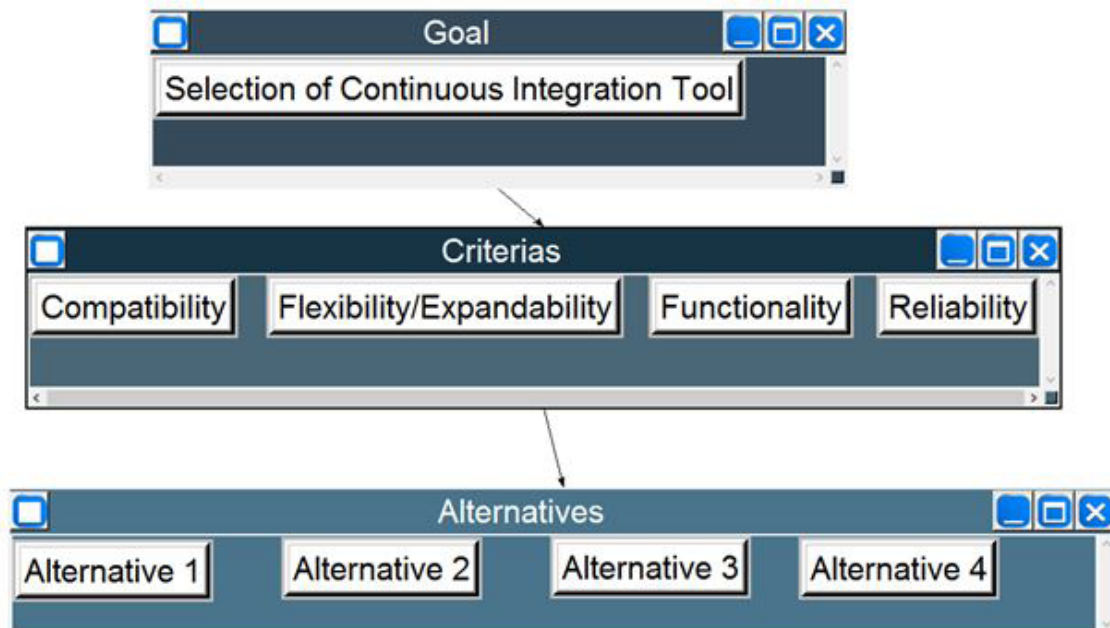 Goal
Selection of Continuous Integration Tool
Criterias
Compatibility Flexibility/Expandability Functionality Reliability
Alternatives
Alternative 1 Alternative 2 Alternative 3 Alternative 4